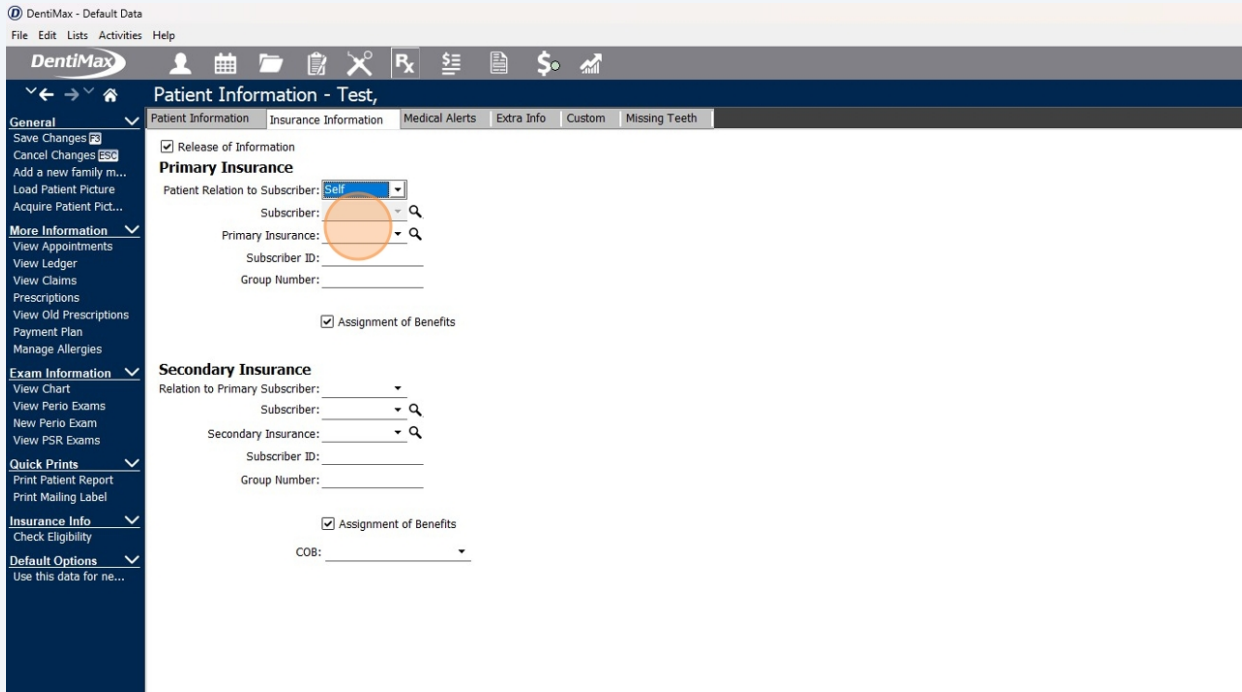 DentiMax - Default Data
File Edit Lists Activities Help
DentiMax
Rx
Patient Information - Test,
General
Save Changes F3
Cancel Changes ESC
Add a new family m...
Load Patient Picture
Acquire Patient Pict...
More Information
View Appointments
View Ledger
View Claims
Prescriptions
View Old Prescriptions
Payment Plan
Manage Allergies
Exam Information
View Chart
View Perio Exams
New Perio Exam
View PSR Exams
Quick Prints
Print Patient Report
Print Mailing Label
Insurance Info
Check Eligibility
Default Options
Use this data for ne...
Patient Information Insurance Information Medical Alerts Extra Info Custom Missing Teeth
Release of Information
Primary Insurance
Patient Relation to Subscriber: Self
Subscriber:
Primary Insurance:
Subscriber ID:
Group Number:
Assignment of Benefits
Secondary Insurance
Relation to Primary Subscriber:
Subscriber:
Secondary Insurance:
Subscriber ID:
Group Number:
Assignment of Benefits
COB: